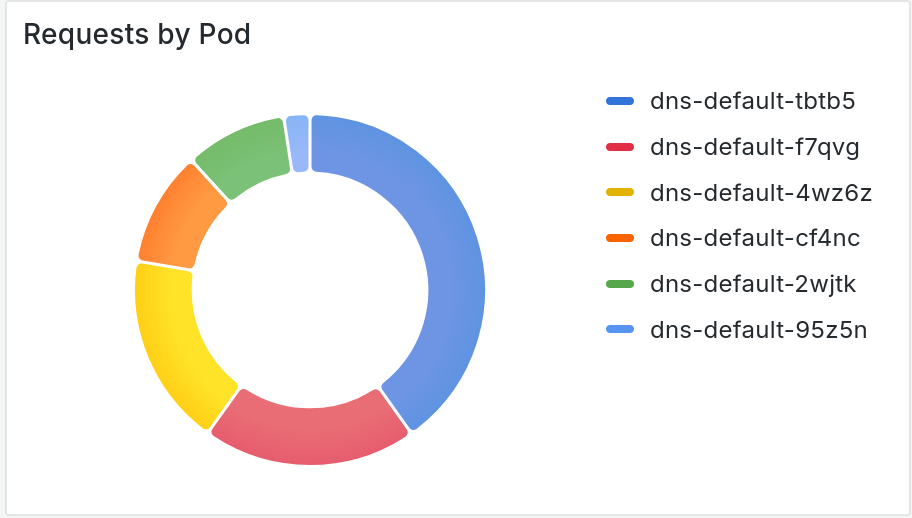 Requests by Pod
dns-default-tbtb5
dns-default-f7qvg
dns-default-4wz6z
dns-default-cf4nc
dns-default-2wjtk
dns-default-95z5n